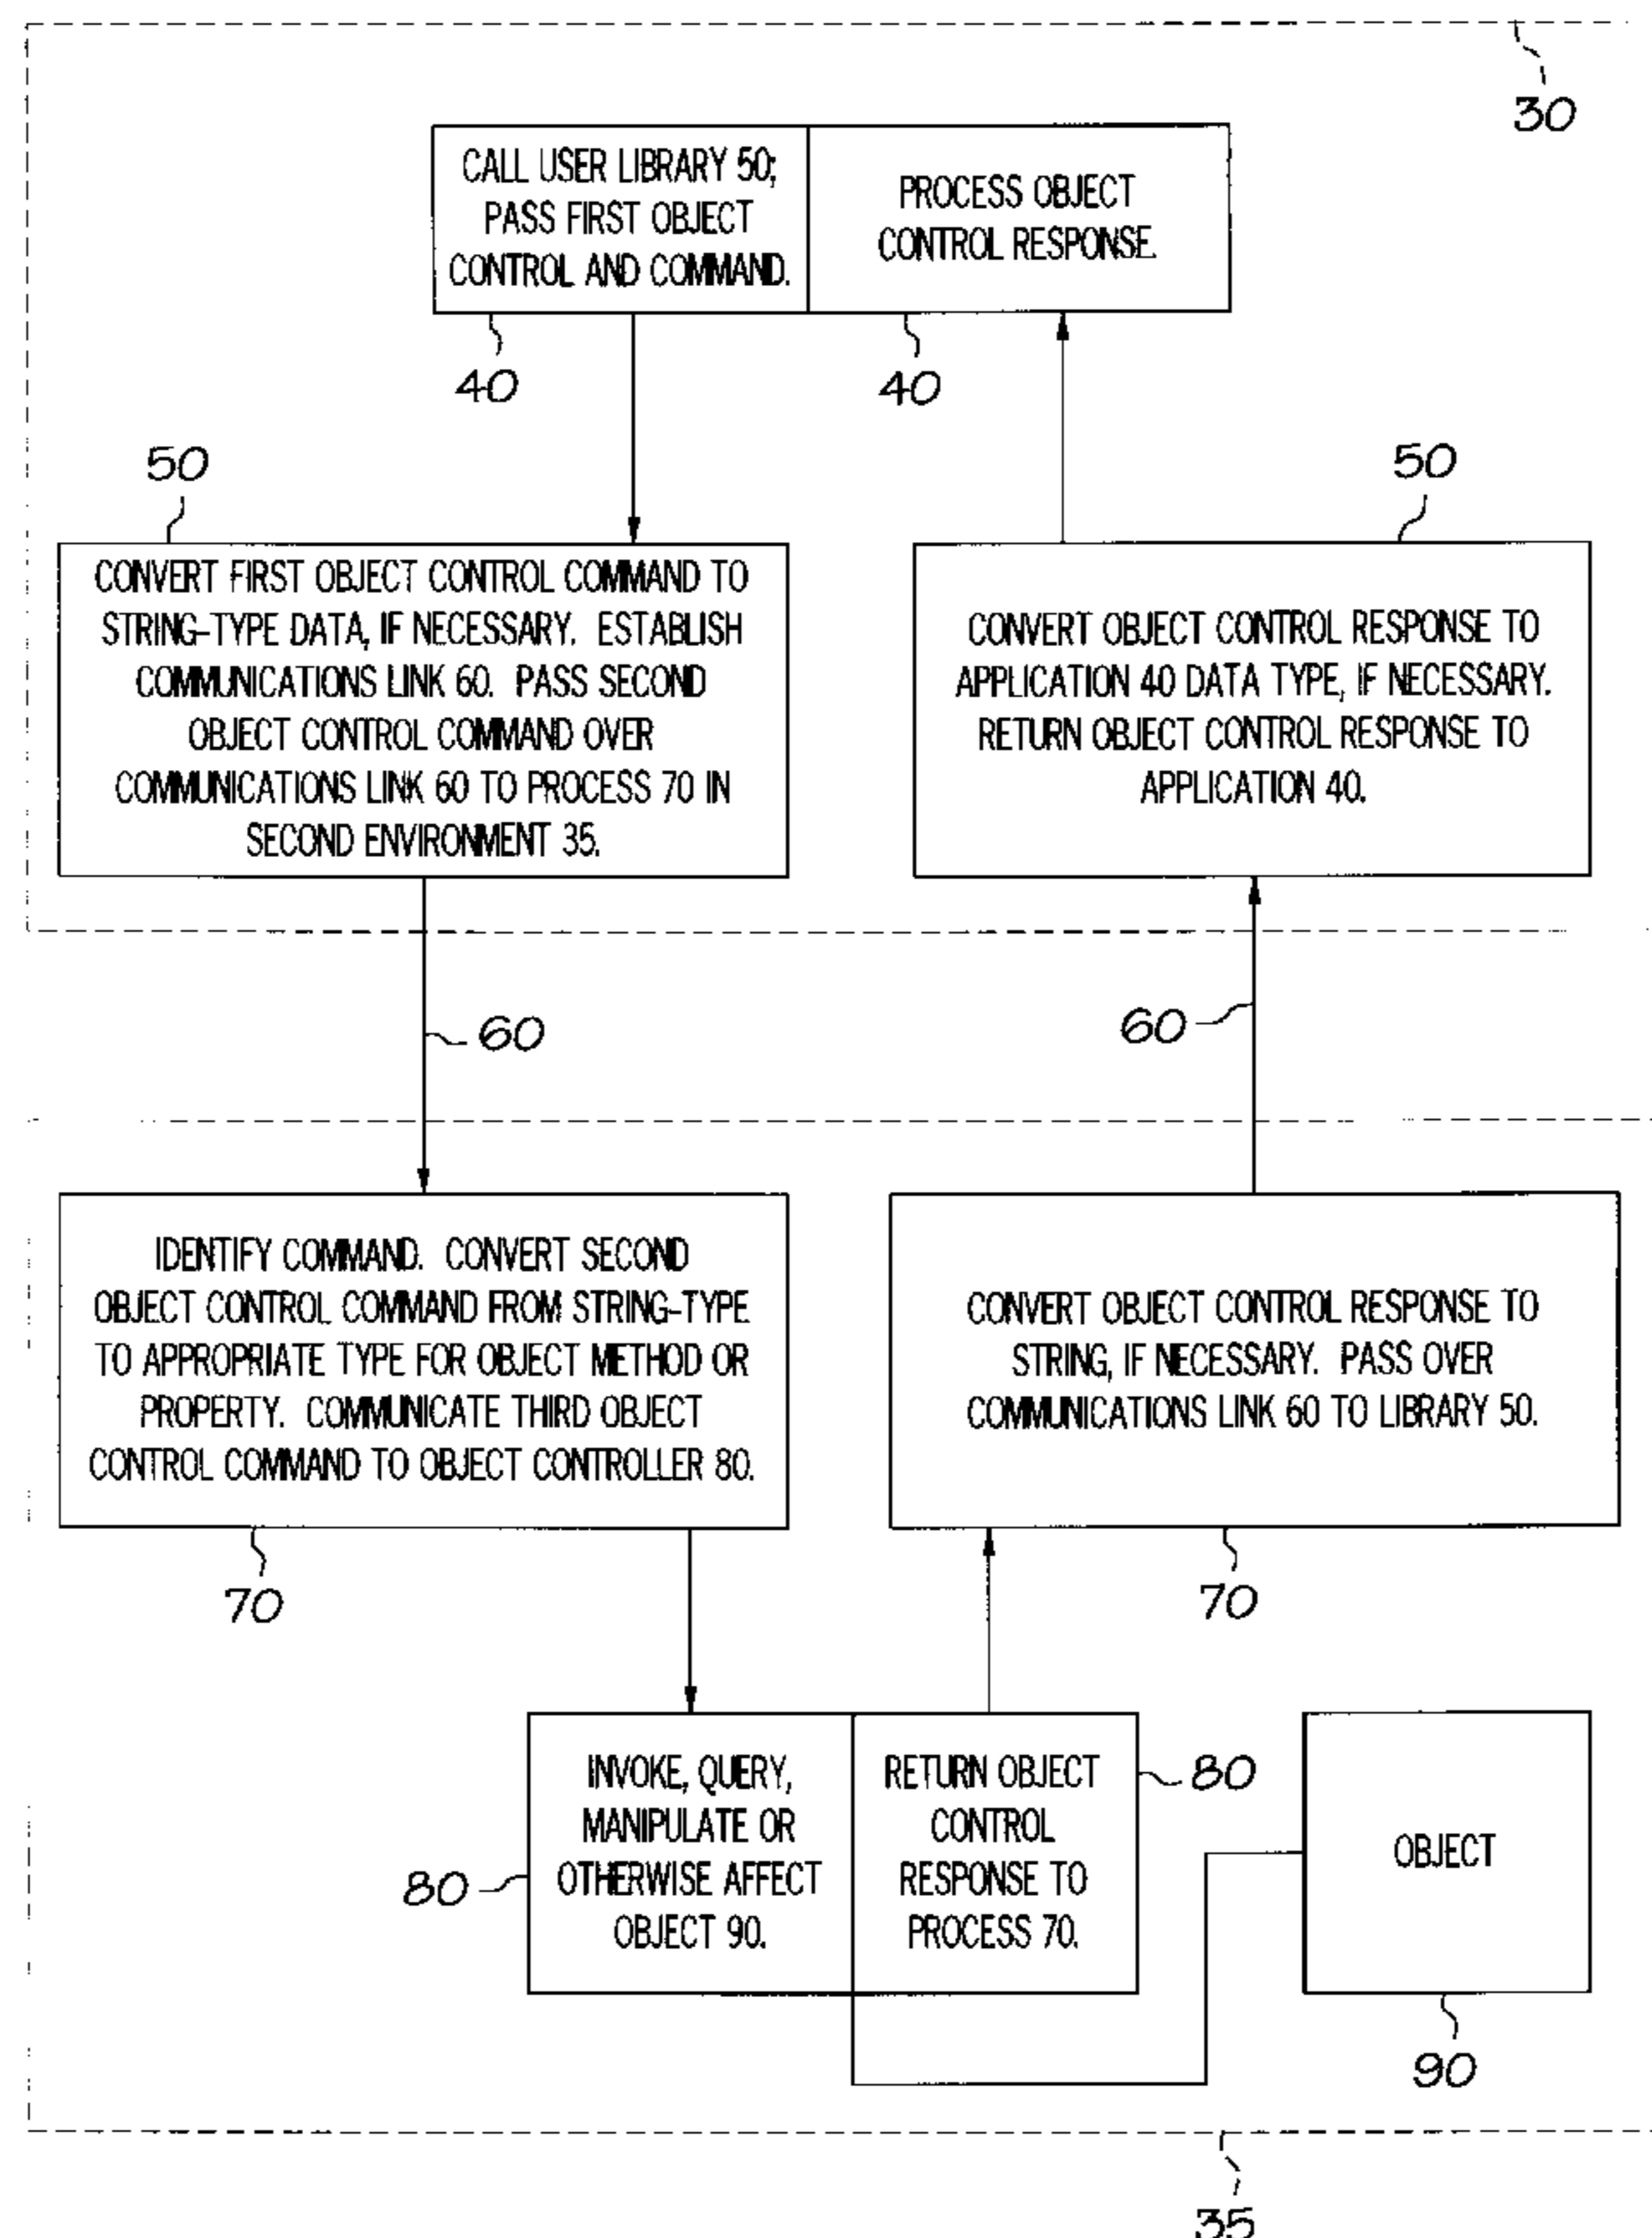 30
CALL USER LIBRARY 50;
PASS FIRST OBJECT
CONTROL AND COMMAND.
PROCESS OBJECT
CONTROL RESPONSE.
40
40
50
50
CONVERT FIRST OBJECT CONTROL COMMAND TO
STRING-TYPE DATA, IF NECESSARY. ESTABLISH
COMMUNICATIONS LINK 60. PASS SECOND
OBJECT CONTROL COMMAND OVER
COMMUNICATIONS LINK 60 TO PROCESS 70 IN
SECOND ENVIRONMENT 35.
CONVERT OBJECT CONTROL RESPONSE TO
APPLICATION 40 DATA TYPE, IF NECESSARY.
RETURN OBJECT CONTROL RESPONSE TO
APPLICATION 40.
60
60
IDENTIFY COMMAND. CONVERT SECOND
OBJECT CONTROL COMMAND FROM STRING-TYPE
TO APPROPRIATE TYPE FOR OBJECT METHOD OR
PROPERTY. COMMUNICATE THIRD OBJECT
CONTROL COMMAND TO OBJECT CONTROLLER 80.
CONVERT OBJECT CONTROL RESPONSE TO
STRING, IF NECESSARY. PASS OVER
COMMUNICATIONS LINK 60 TO LIBRARY 50.
70
70
INVOKE, QUERY,
MANIPULATE OR
OTHERWISE AFFECT
OBJECT 90.
80
RETURN OBJECT
CONTROL
RESPONSE TO
PROCESS 70.
80
OBJECT
90
35